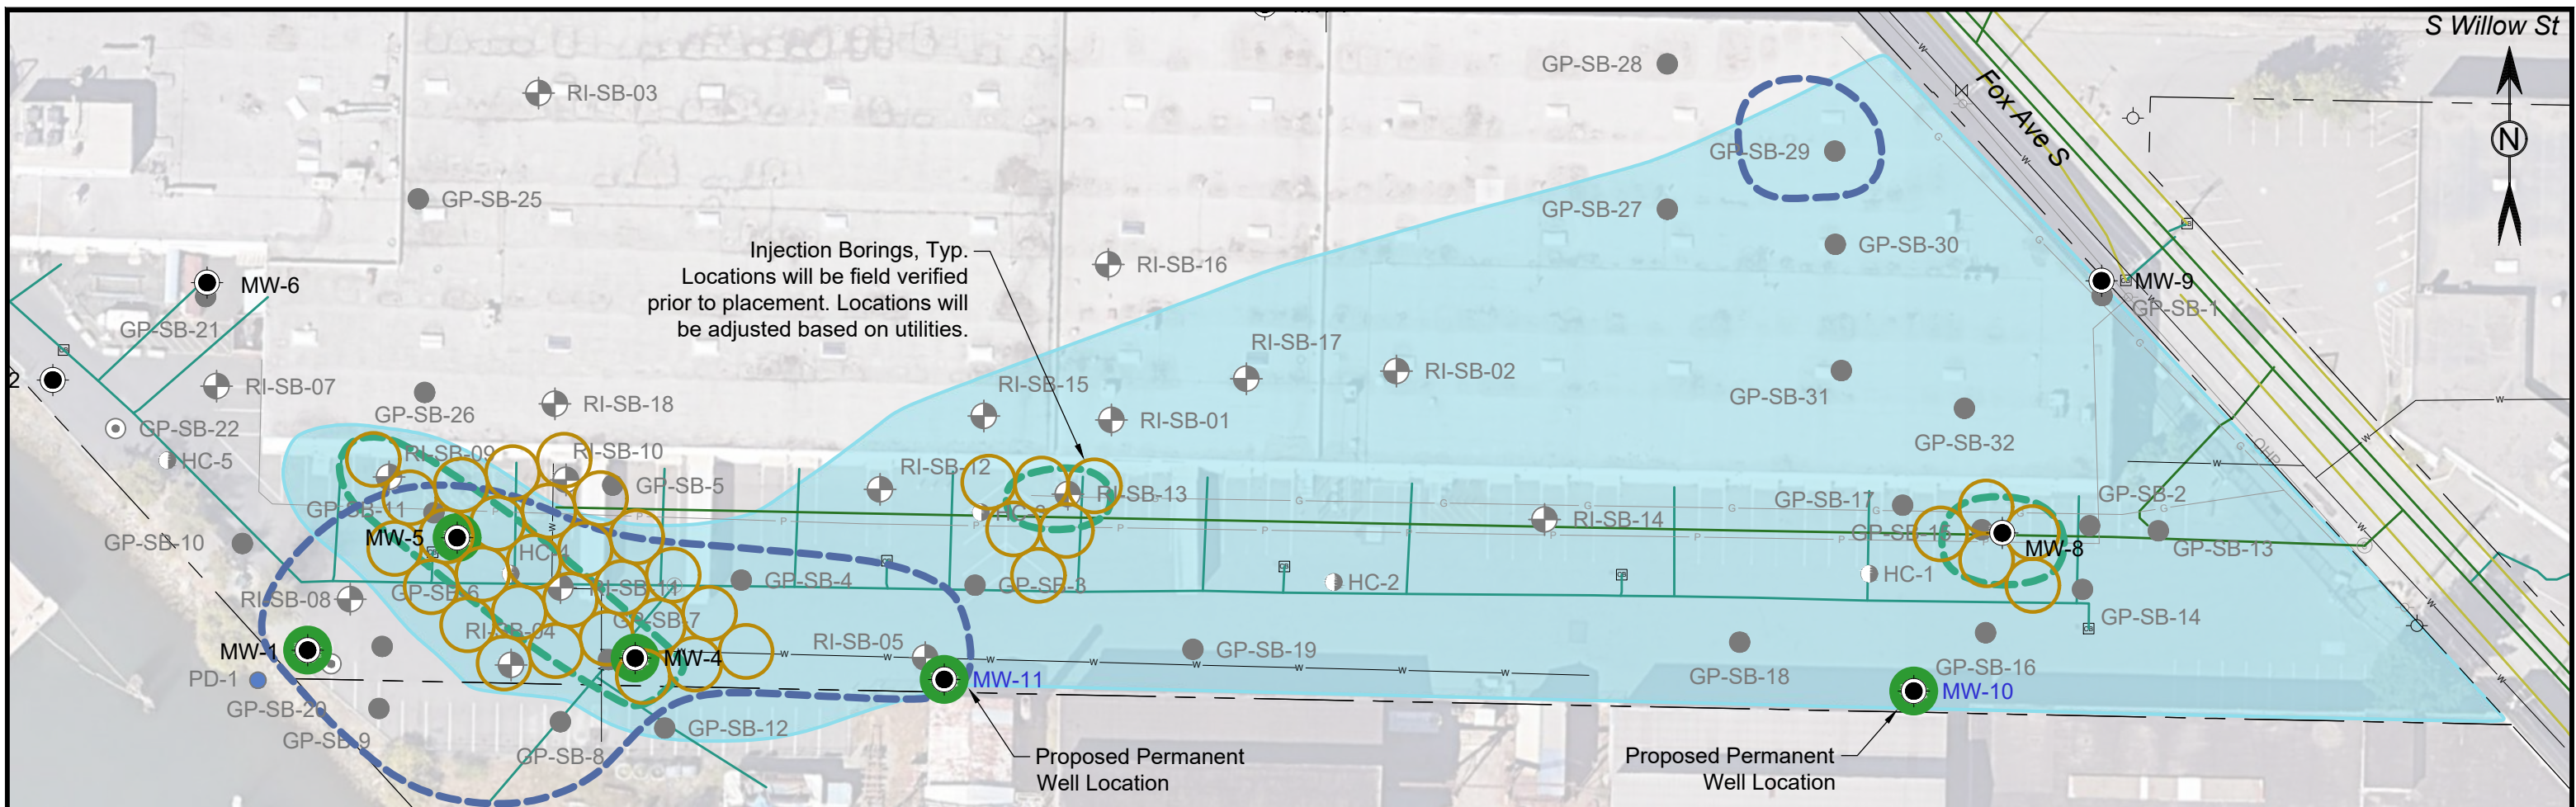 S Willow St
N
Fox Ave S
GP-SB-28
RI-SB-03
GP-SB-29
GP-SB-25
GP-SB-27
GP-SB-30
Injection Borings, Typ.
Locations will be field verified
prior to placement. Locations will
be adjusted based on utilities.
RI-SB-16
MW-6
MW-9
GP-SB-1
GP-SB-21
RI-SB-17
2
RI-SB-07
RI-SB-15
RI-SB-02
GP-SB-31
GP-SB-26
RI-SB-18
RI-SB-01
GP-SB-22
GP-SB-32
HC-5
RI-SB-09
RI-SB-10
RI-SB-12
OHP
GP-SB-5
RI-SB-13
GP-SB-17
GP-SB-2
GP-SB-11
RI-SB-14
MW-5
GP-SB-10
HC-4
MW-8
GP-SB-13
GP-SB-4
GP-SB-3
HC-2
HC-1
GP-SB-6
RI-SB-08
GP-SB-7
GP-SB-14
RI-SB-04
RI-SB-05
GP-SB-19
MW-1
MW-4
GP-SB-16
GP-SB-18
PD-1
MW-11
MW-10
GP-SB-20
GP-SB-12
GP-SB-9
GP-SB-8
Proposed Permanent
Well Location
Proposed Permanent
Well Location